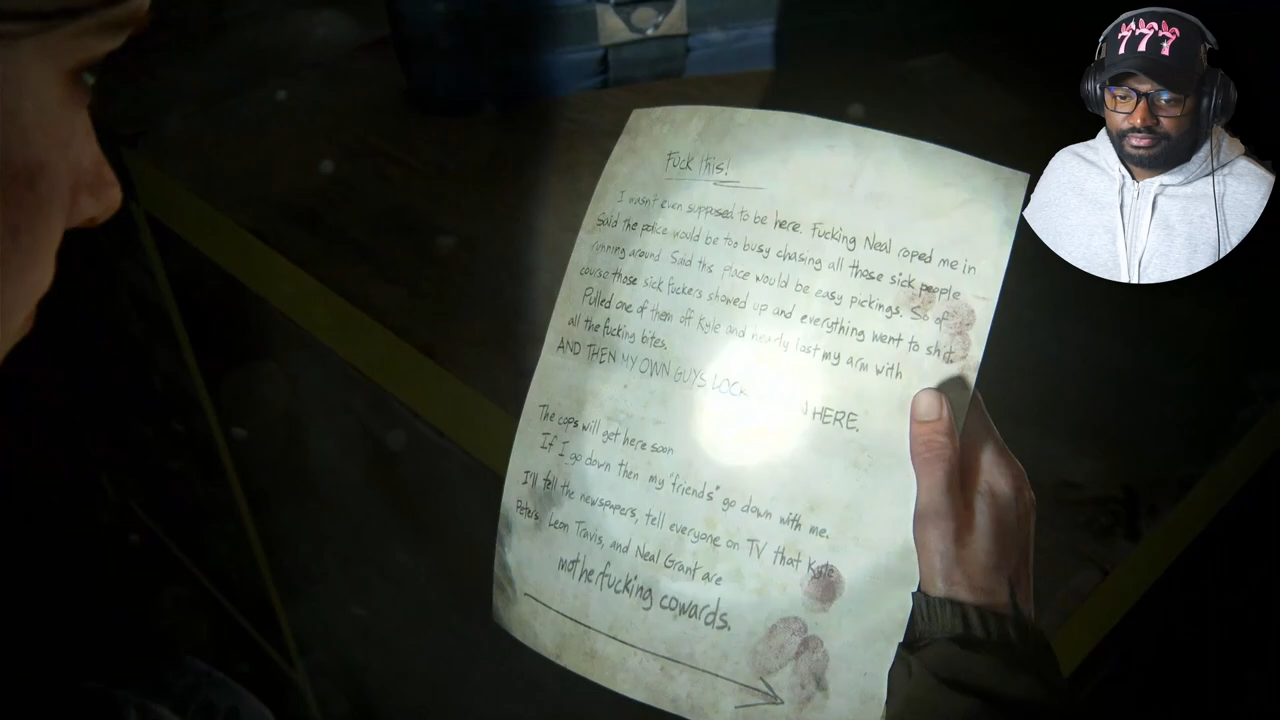 777
Fuck this!
I wasn't even supposed to be here. Fucking Neal roped me in
Said the police would be too busy chasing all those sick people
running around. Said this place would be easy pickings. So of
course those sick fuckers showed up and everything went to shit.
Pulled one of them off Kyle and nearly lost my arm with
all the fucking bites.
AND THEN MY OWN GUYS LOCK HERE.
The cops will get here soon
If I go down then my "friends" go down with me.
I'll tell the newspapers, tell everyone on TV that Kyle
Peters, Leon Travis, and Neal Grant are
motherfucking cowards.